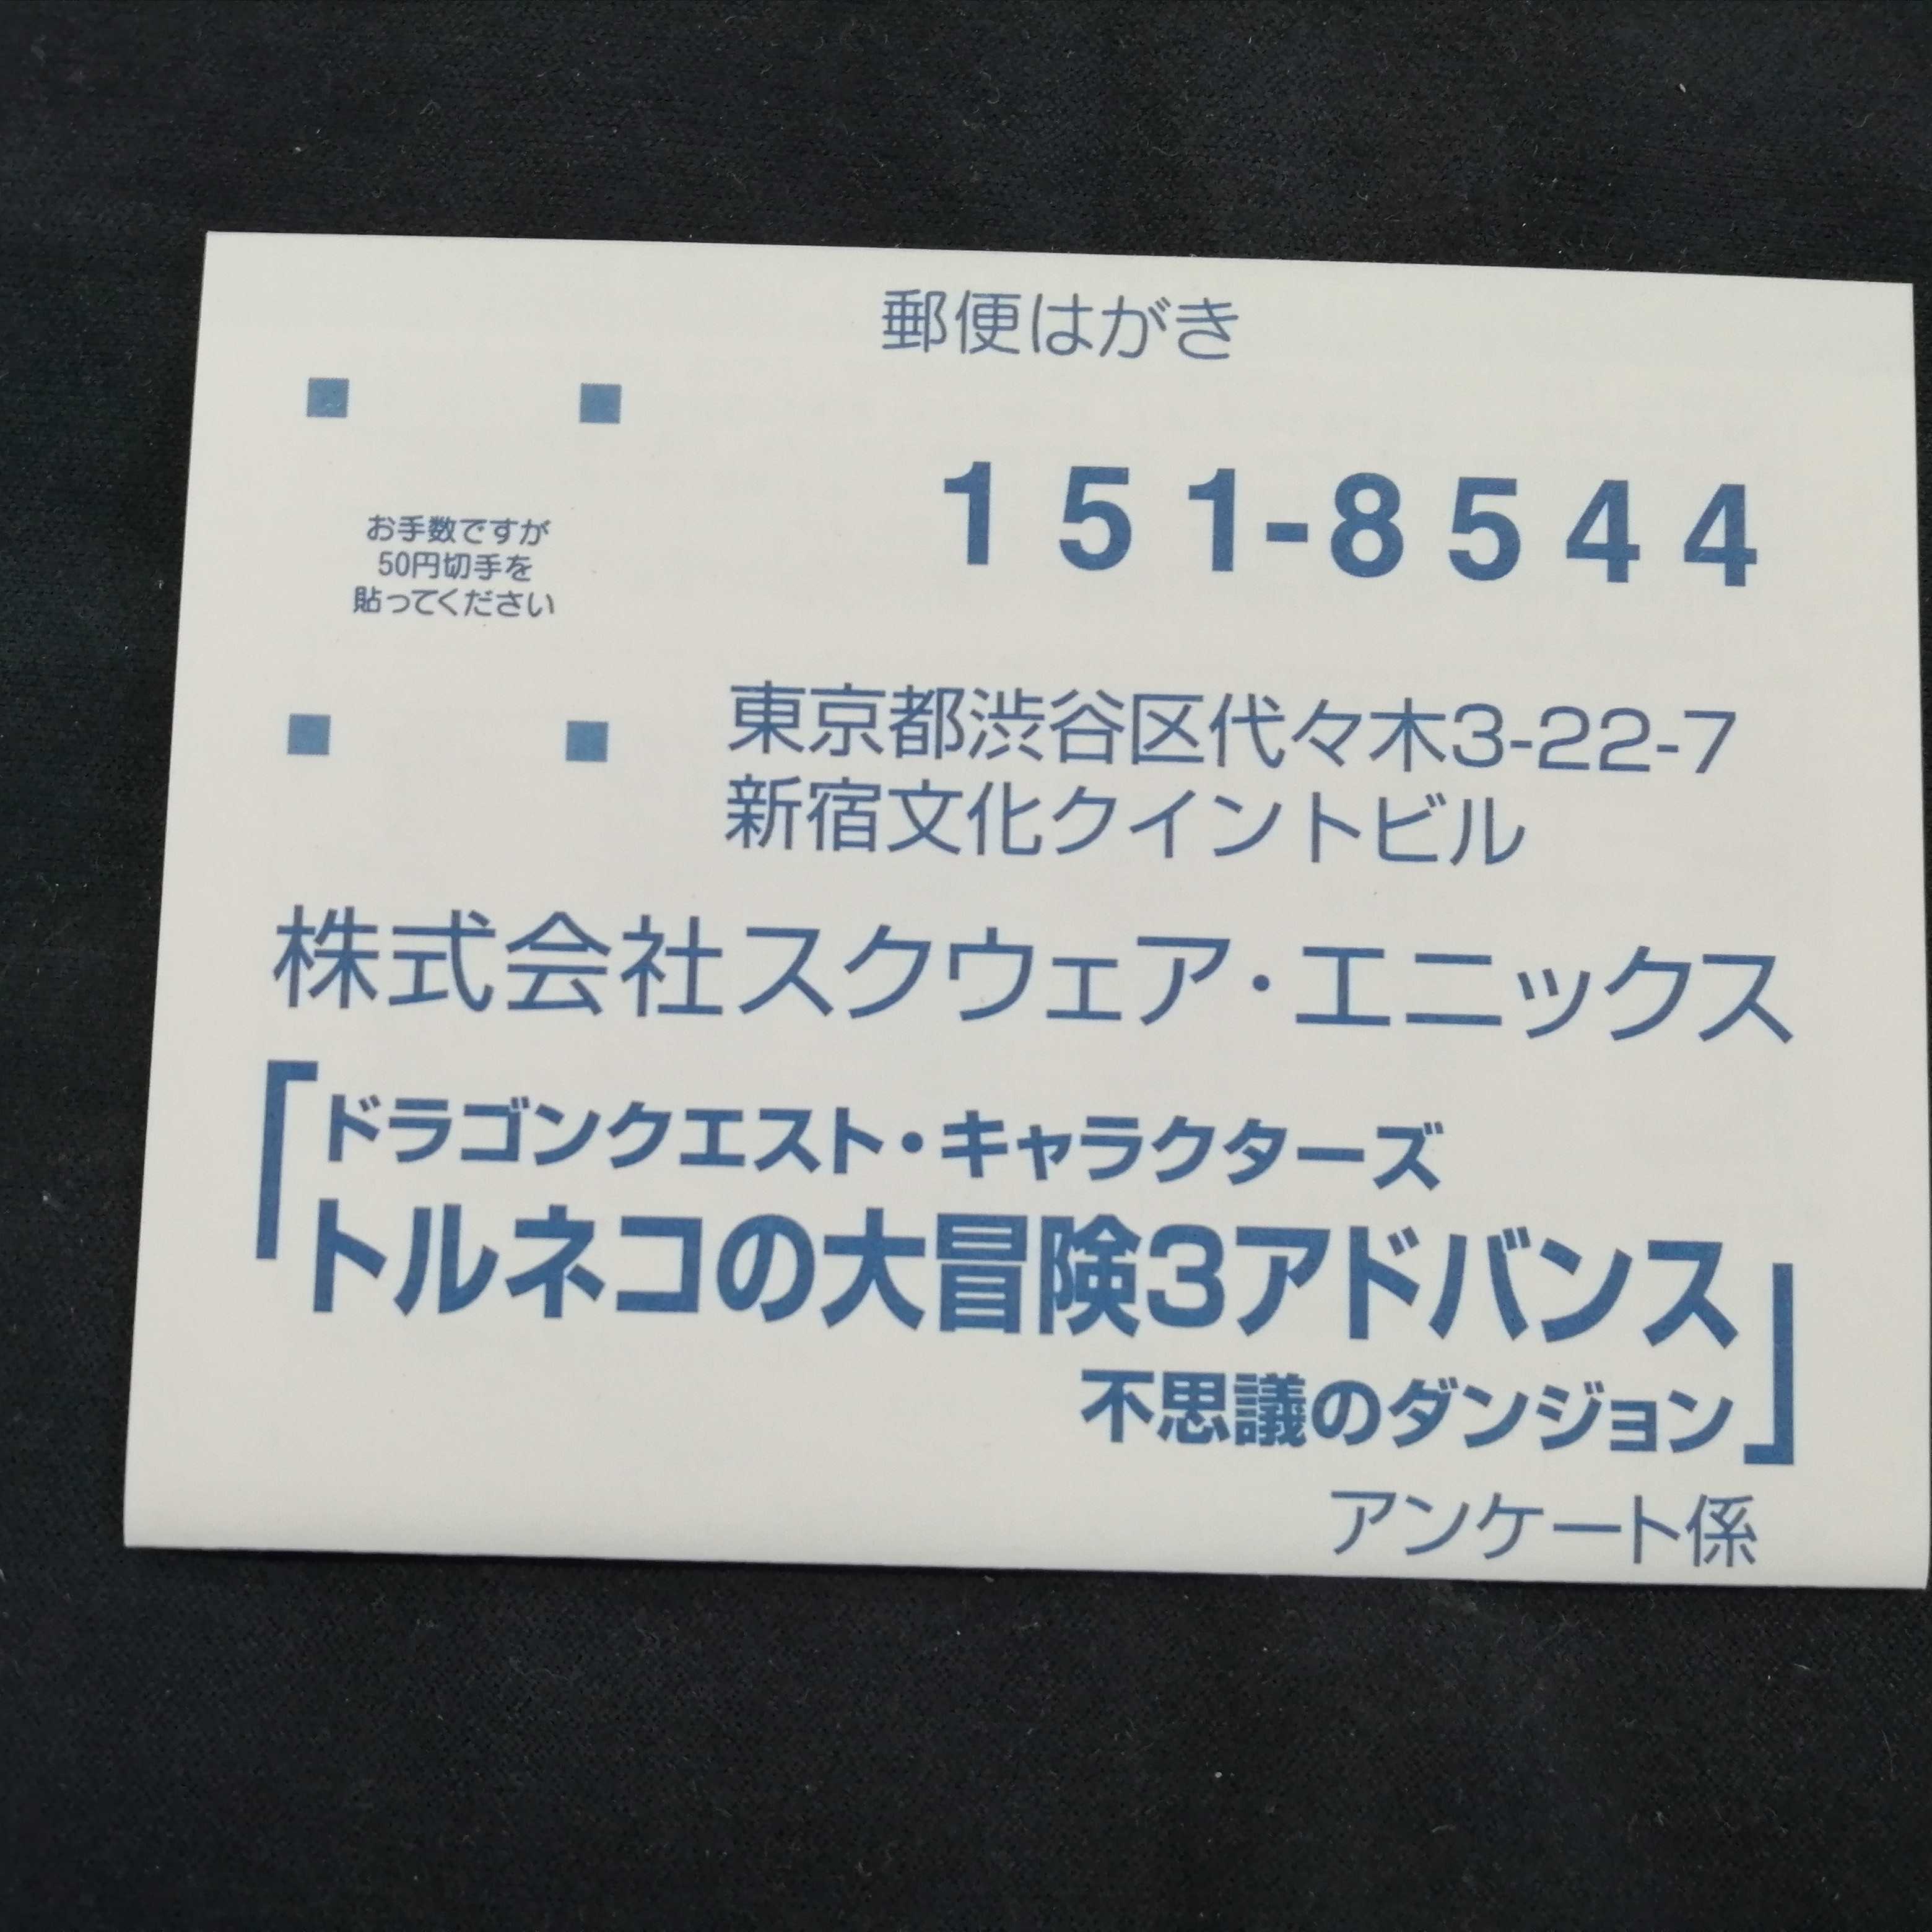 郵便はがき
151-8544
お手数ですが
50円切手を
貼ってください
東京都渋谷区代々木3-22-7
新宿文化クイントビル
株式会社スクウェア・エニックス
「ドラゴンクエスト・キャラクターズ
トルネコの大冒険3アドバンス
不思議のダンジョン」
アンケート係